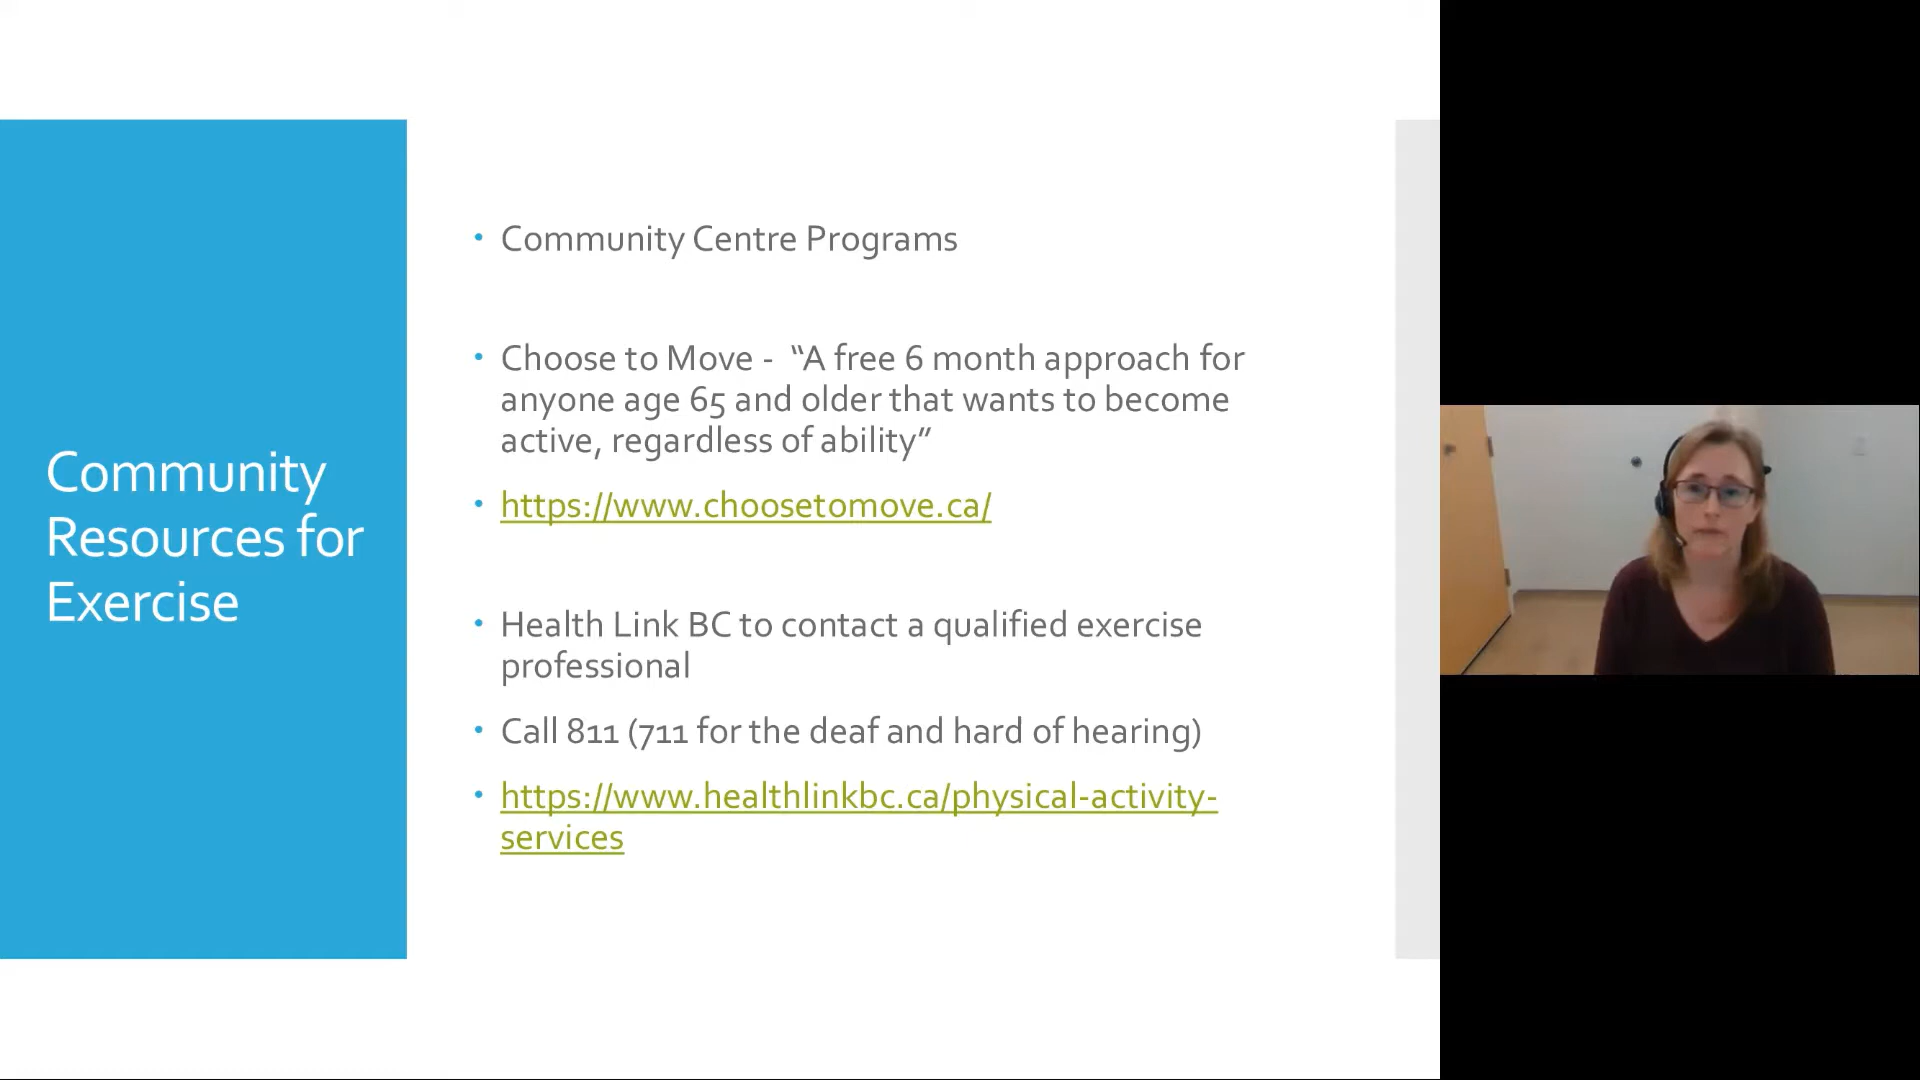 Community
Resources for
Exercise
• Community Centre Programs
• Choose to Move -  “A free 6 month approach for
anyone age 65 and older that wants to become
active, regardless of ability”
• https://www.choosetomove.ca/
• Health Link BC to contact a qualified exercise
professional
• Call 811 (711 for the deaf and hard of hearing)
• https://www.healthlinkbc.ca/physical-activity-
services